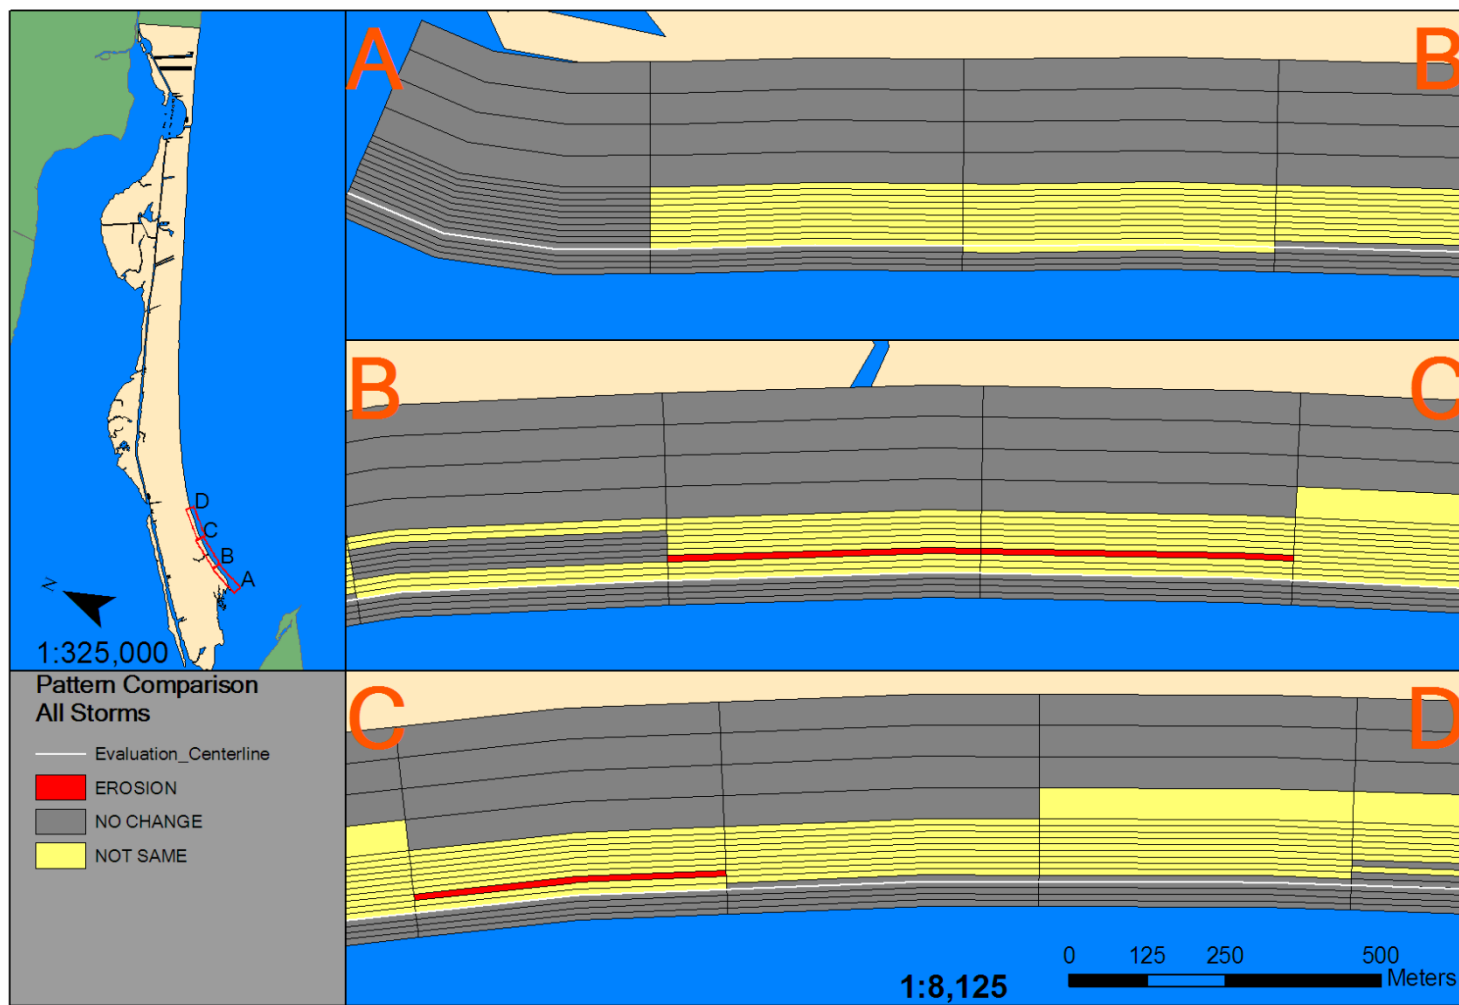 A
B
B
C
C
D
D
C
B
A
N
1:325,000
Pattern Comparison
All Storms
Evaluation_Centerline
EROSION
NO CHANGE
NOT SAME
0 125 250 500
Meters
1:8,125